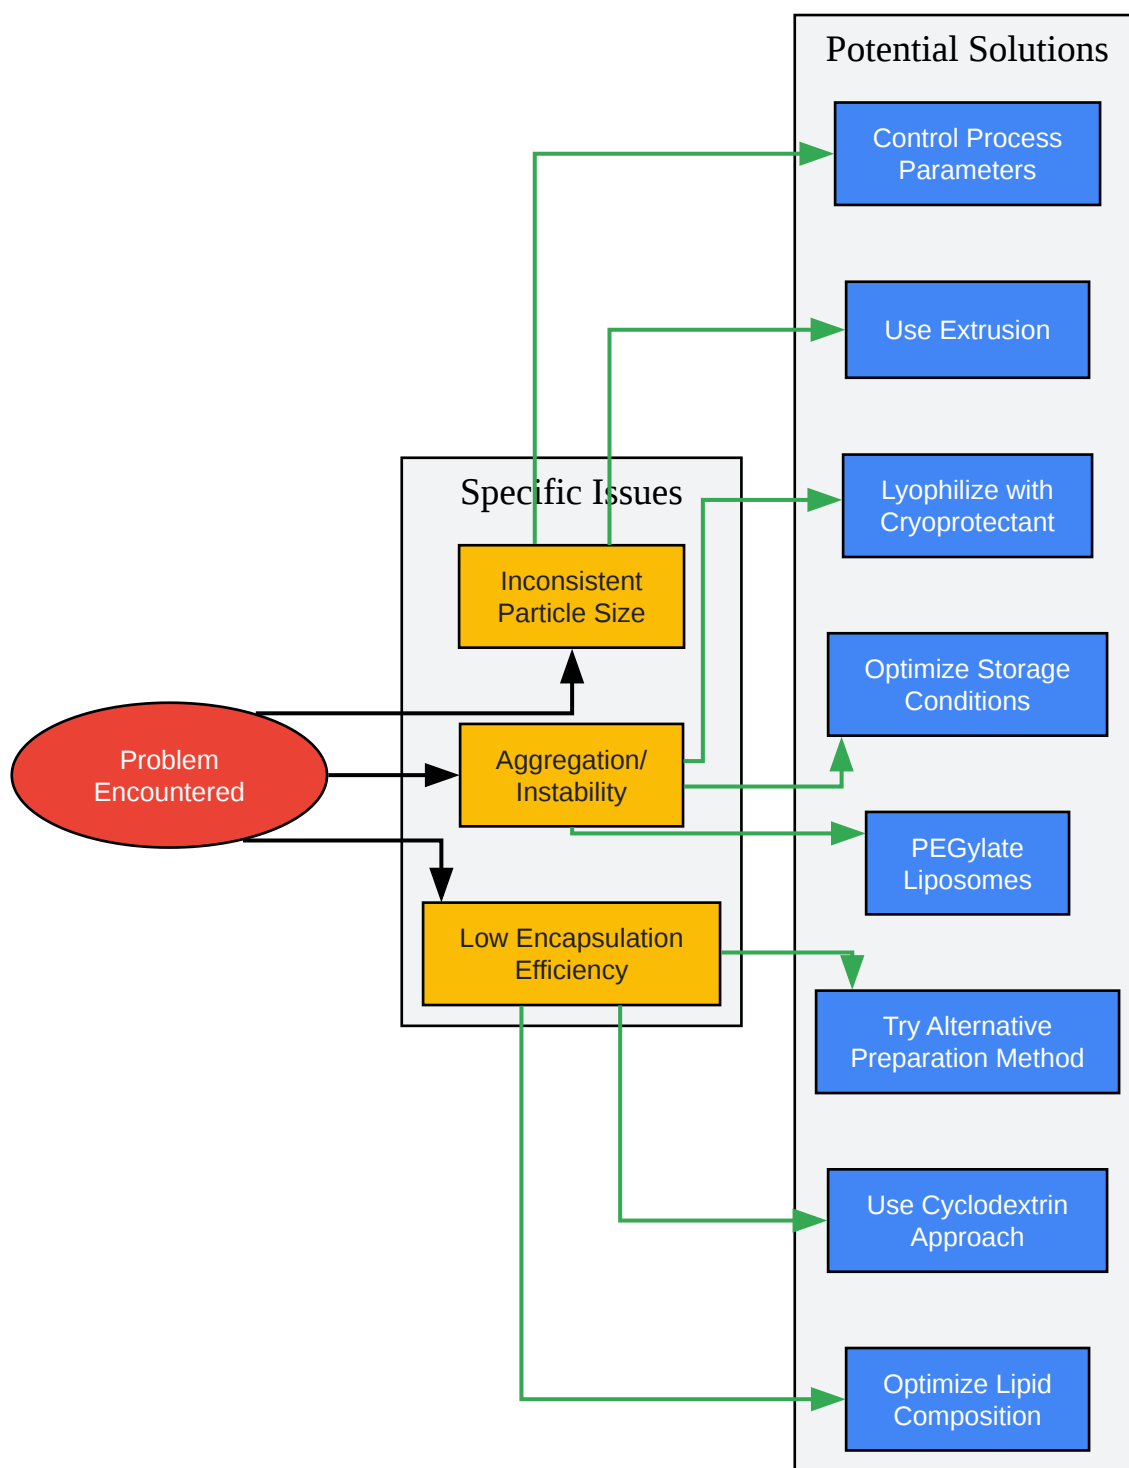 Potential Solutions
Control Process
Parameters
Use Extrusion
Lyophilize with
Cryoprotectant
Specific Issues
Inconsistent
Particle Size
Optimize Storage
Conditions
Problem
Encountered
Aggregation/
Instability
PEGylate
Liposomes
Low Encapsulation
Efficiency
Try Alternative
Preparation Method
Use Cyclodextrin
Approach
Optimize Lipid
Composition